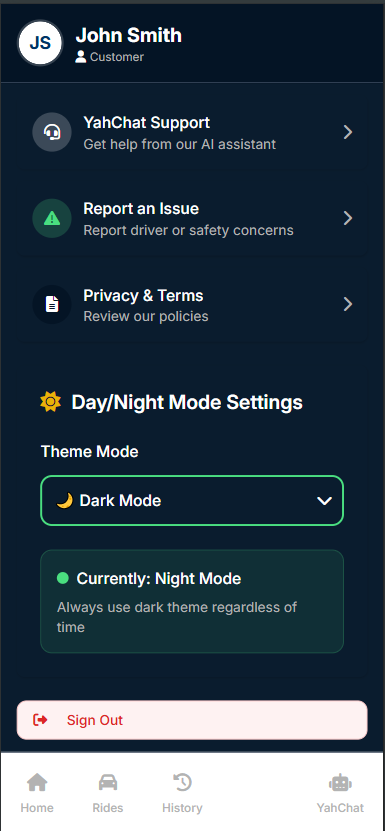 JS
John Smith
Customer
YahChat Support
Get help from our AI assistant
Report an Issue
Report driver or safety concerns
Privacy & Terms
Review our policies
Day/Night Mode Settings
Theme Mode
🌙 Dark Mode
Currently: Night Mode
Always use dark theme regardless of
time
Sign Out
Home Rides History YahChat